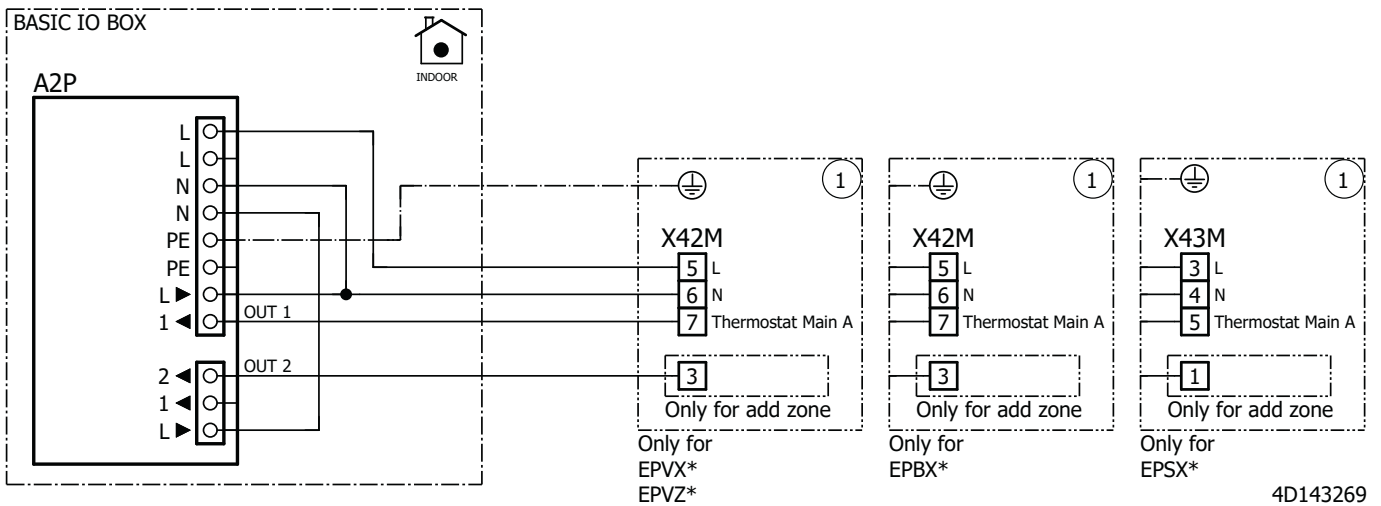 BASIC IO BOX
INDOOR
A2P
L
L
N
N
PE
PE
L ▶
1 ◀ OUT 1
2 ◀ OUT 2
1 ◀
L ▶
1
X42M
5 L
6 N
7 Thermostat Main A
3
Only for add zone
Only for
EPVX*
EPVZ*
1
X42M
5 L
6 N
7 Thermostat Main A
3
Only for add zone
Only for
EPBX*
1
X43M
3 L
4 N
5 Thermostat Main A
1
Only for add zone
Only for
EPSX*
4D143269